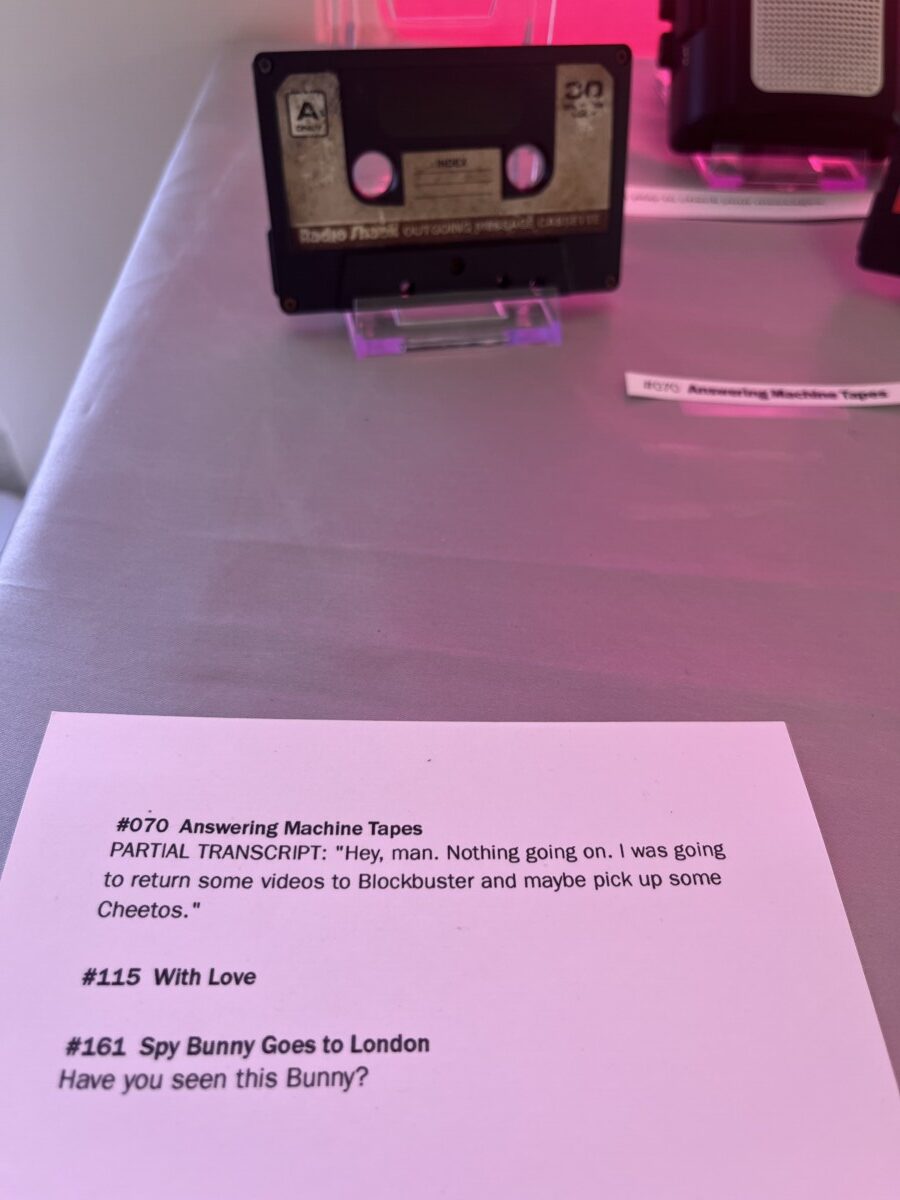 A
30
Radio Shack OUTGOING MESSAGE CASSETTE
#070 Answering Machine Tapes
#070 Answering Machine Tapes
PARTIAL TRANSCRIPT: "Hey, man. Nothing going on. I was going
to return some videos to Blockbuster and maybe pick up some
Cheetos."
#115 With Love
#161 Spy Bunny Goes to London
Have you seen this Bunny?